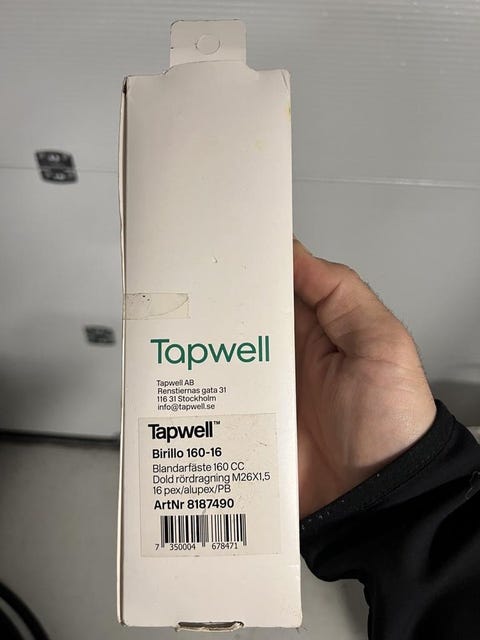 Tapwell
Tapwell AB
Renstiernas gata 31
116 31 Stockholm
info@tapwell.se
Tapwell™
Birillo 160-16
Blandarfäste 160 CC
Dold rördragning M26X1,5
16 pex/alupex/PB
ArtNr 8187490
7 350004 678471